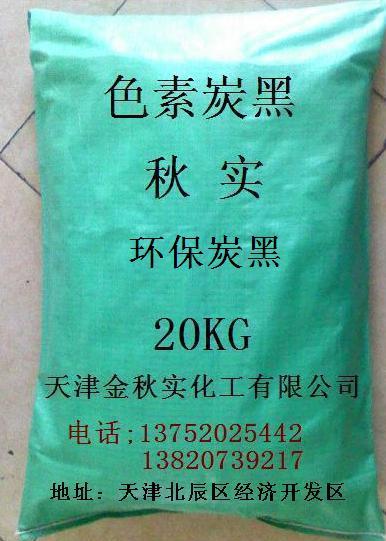 色素炭黑
秋 实
环保炭黑
20KG
天津金秋实化工有限公司
电话;13752025442
13820739217
地址：天津北辰区经济开发区